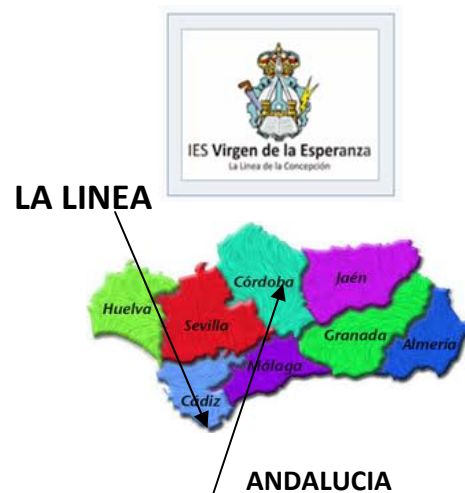 IES Virgen de la Esperanza
La Línea de la Concepción
LA LINEA
Córdoba
Jaén
Huelva
Sevilla
Granada
Almería
Málaga
Cádiz
ANDALUCIA